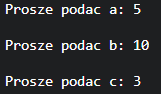 Prosze podac a: 5
Prosze podac b: 10
Prosze podac c: 3